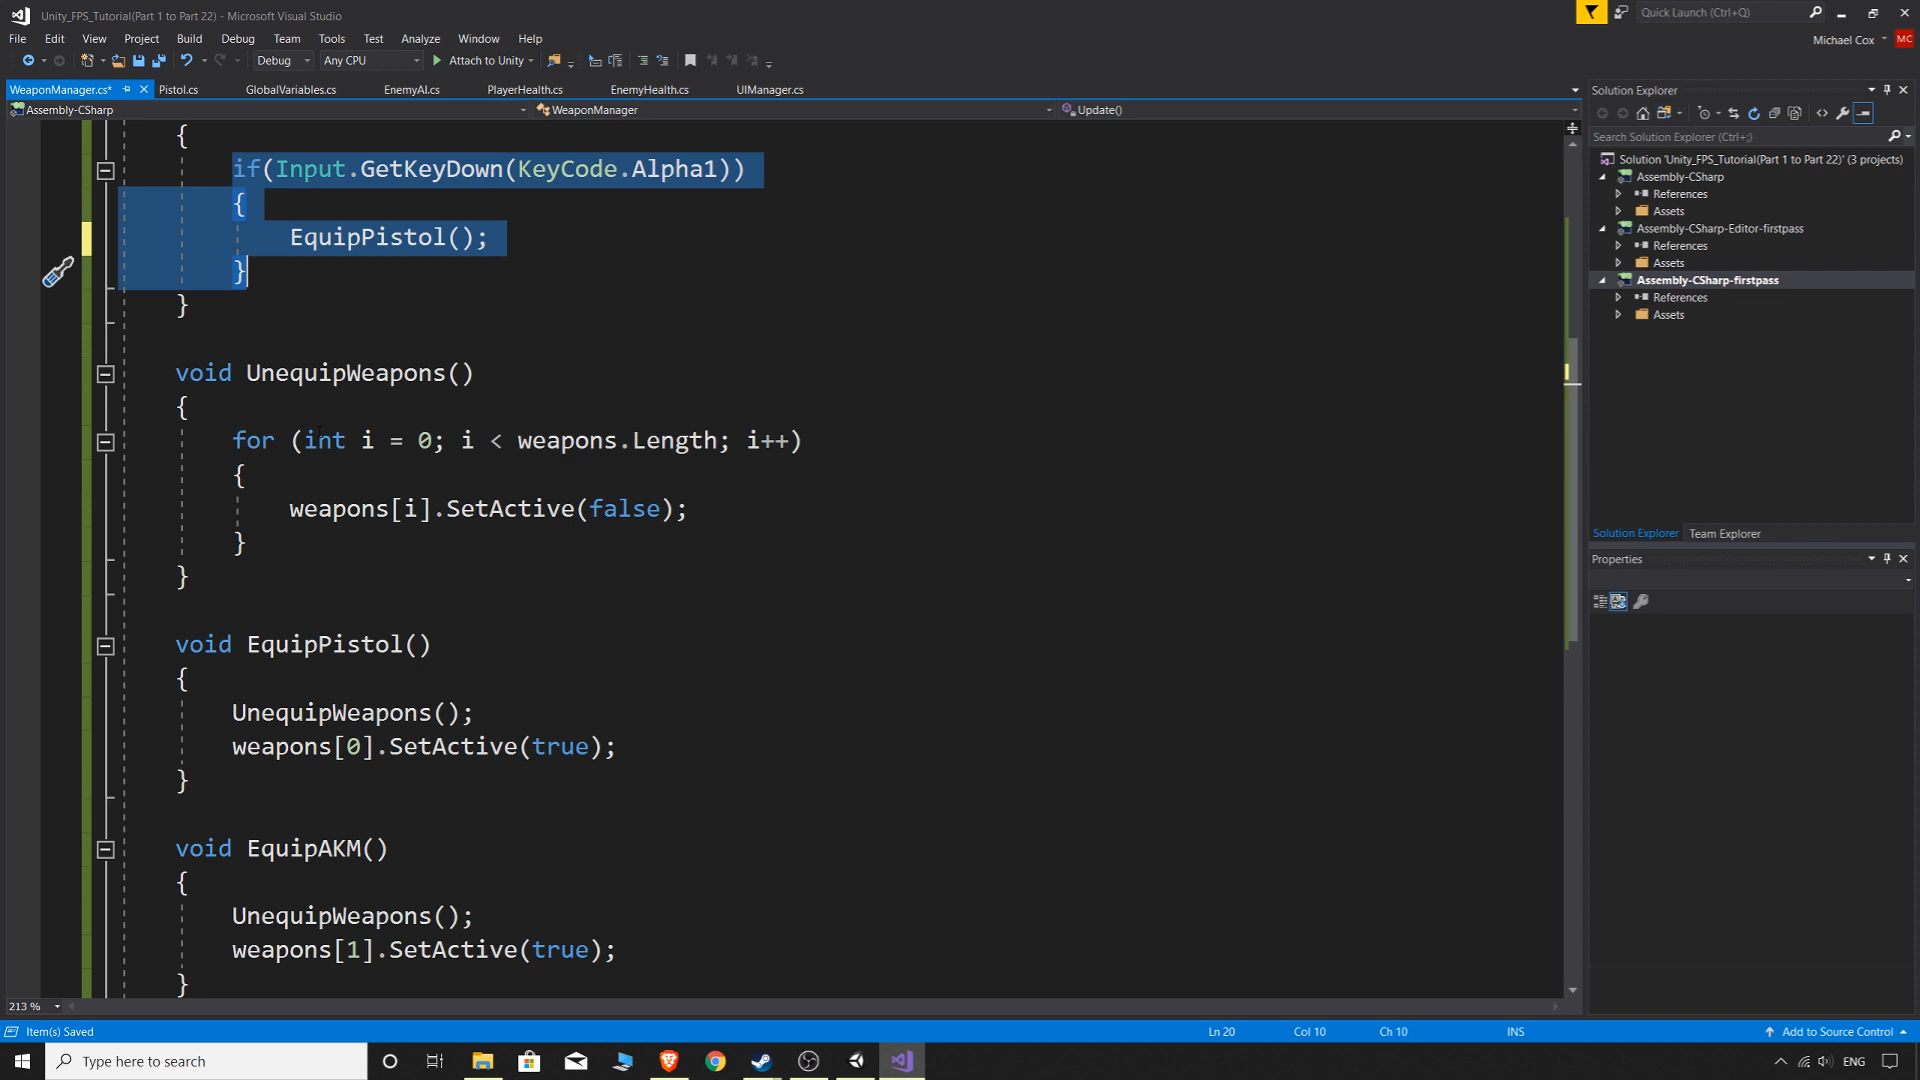 Unity_FPS_Tutorial(Part 1 to Part 22) - Microsoft Visual Studio
Quick Launch (Ctrl+Q)
File Edit View Project Build Debug Team Tools Test Analyze Window Help
Michael Cox MC
Debug Any CPU Attach to Unity
WeaponManager.cs* Pistol.cs GlobalVariables.cs EnemyAI.cs PlayerHealth.cs EnemyHealth.cs UIManager.cs
Assembly-CSharp WeaponManager Update()
{
if(Input.GetKeyDown(KeyCode.Alpha1))
{
EquipPistol();
}
}
void UnequipWeapons()
{
for (int i = 0; i < weapons.Length; i++)
{
weapons[i].SetActive(false);
}
}
void EquipPistol()
{
UnequipWeapons();
weapons[0].SetActive(true);
}
void EquipAKM()
{
UnequipWeapons();
weapons[1].SetActive(true);
}
213 %
Solution Explorer
Search Solution Explorer (Ctrl+;)
Solution 'Unity_FPS_Tutorial(Part 1 to Part 22)' (3 projects)
Assembly-CSharp
References
Assets
Assembly-CSharp-Editor-firstpass
References
Assets
Assembly-CSharp-firstpass
References
Assets
Solution Explorer Team Explorer
Properties
Item(s) Saved Ln 20 Col 10 Ch 10 INS Add to Source Control
Type here to search ENG